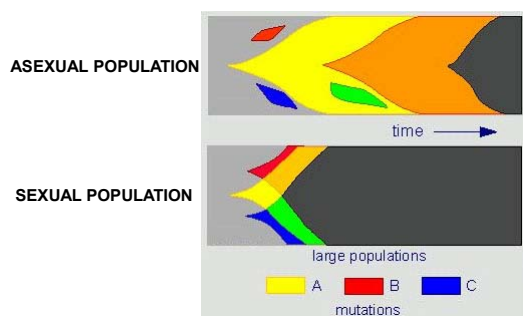 ASEXUAL POPULATION
time
SEXUAL POPULATION
large populations
A B C
mutations